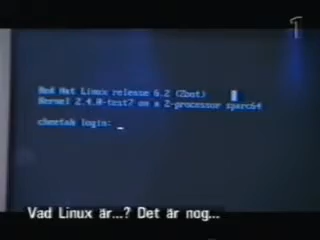 1
Red Hat Linux release 6.2 (Zoot)
Kernel 2.4.0-test7 on a 2-processor sparc64
cheetah login: _
Vad Linux är...? Det är nog...